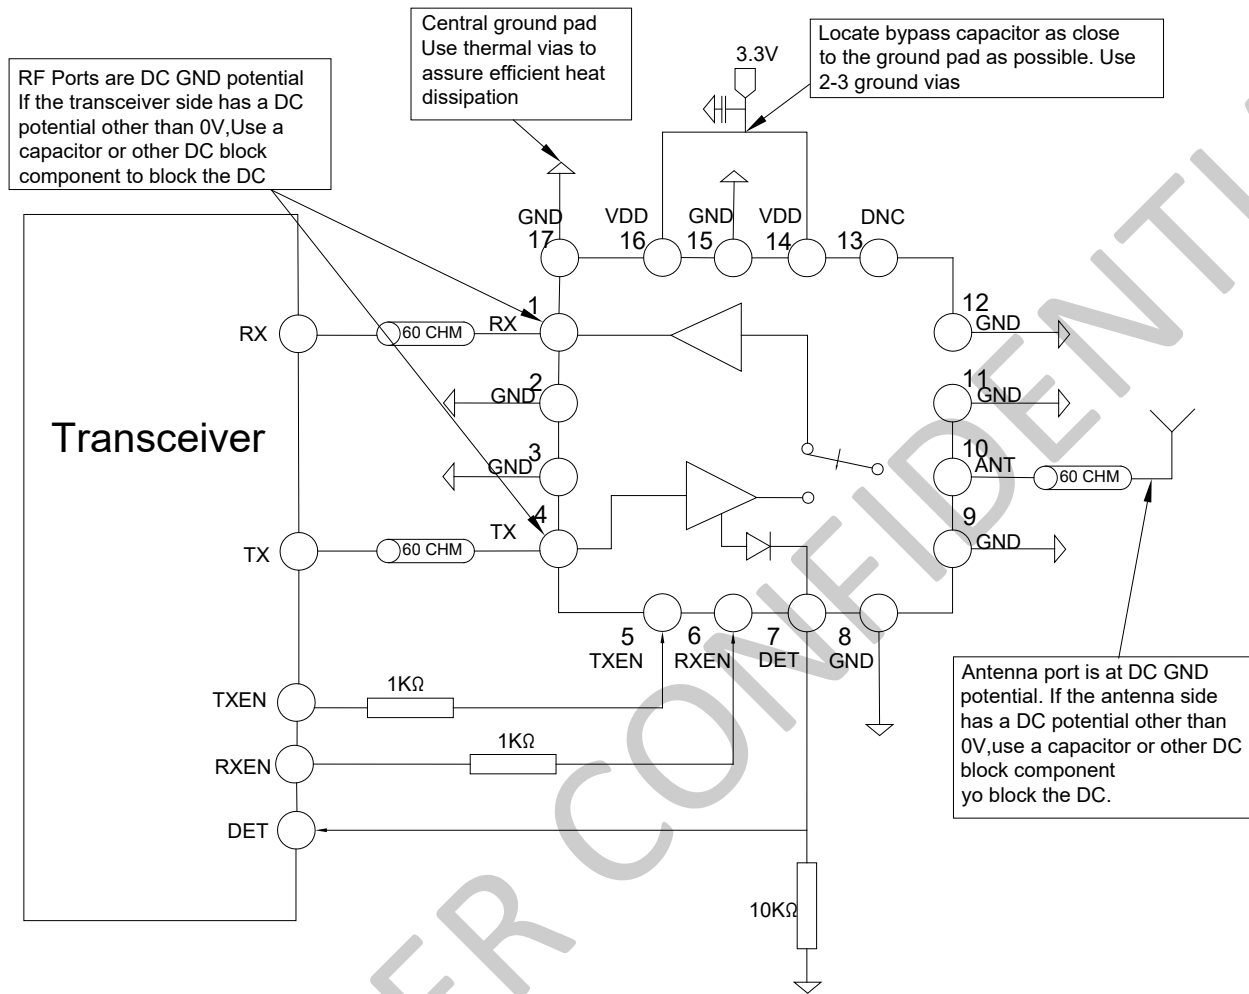 Central ground pad
Use thermal vias to
assure efficient heat
dissipation
Locate bypass capacitor as close
to the ground pad as possible. Use
2-3 ground vias
3.3V
RF Ports are DC GND potential
If the transceiver side has a DC
potential other than 0V,Use a
capacitor or other DC block
component to block the DC
GND
17
VDD
16
GND
15
VDD
14
DNC
13
12
GND
1
RX
60 CHM
RX
2
GND
11
GND
Transceiver
3
GND
10
ANT
60 CHM
4
TX
60 CHM
TX
9
GND
5
TXEN
6
RXEN
7
DET
8
GND
TXEN
1KΩ
RXEN
1KΩ
DET
10KΩ
Antenna port is at DC GND
potential. If the antenna side
has a DC potential other than
0V,use a capacitor or other DC
block component
yo block the DC.
ER CONFIDENTI